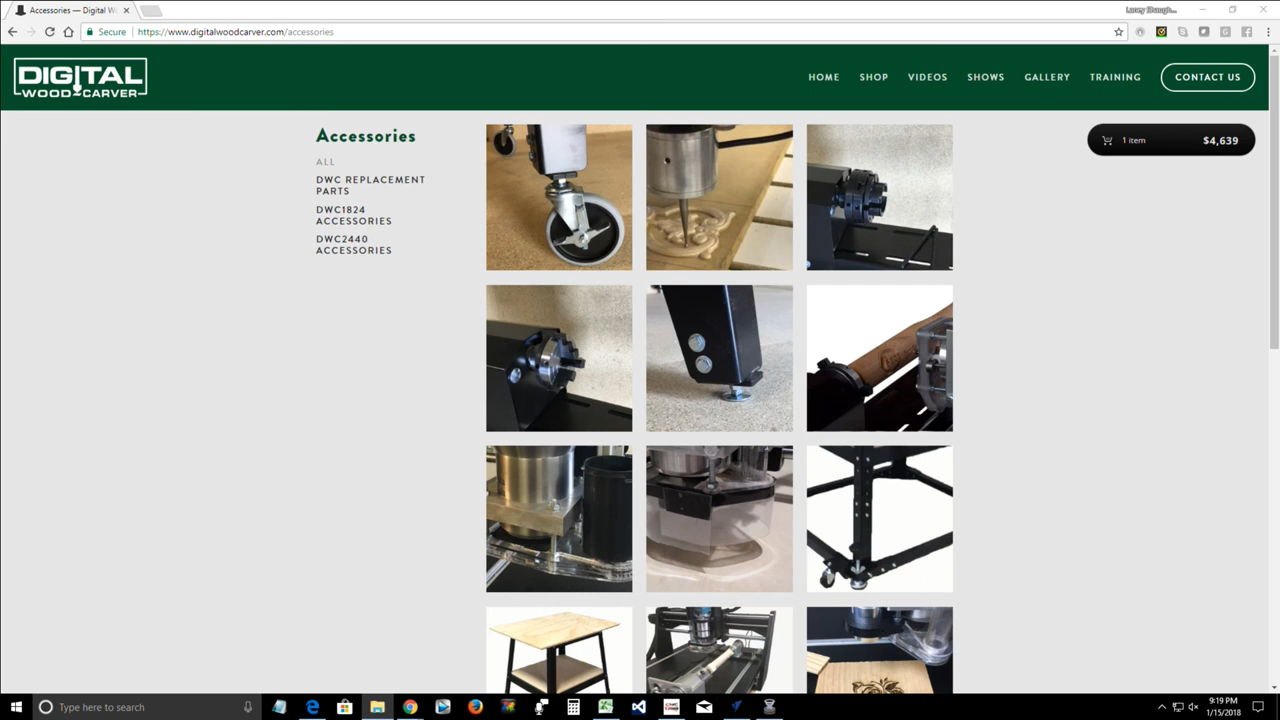 Accessories — Digital W
Secure
https://www.digitalwoodcarver.com/accessories
DIGITAL
WOOD CARVER
HOME
SHOP
VIDEOS
SHOWS
GALLERY
TRAINING
CONTACT US
Accessories
ALL
DWC REPLACEMENT
PARTS
DWC1824
ACCESSORIES
DWC2440
ACCESSORIES
1 item
$4,639
Type here to search
9:19 PM
1/15/2018